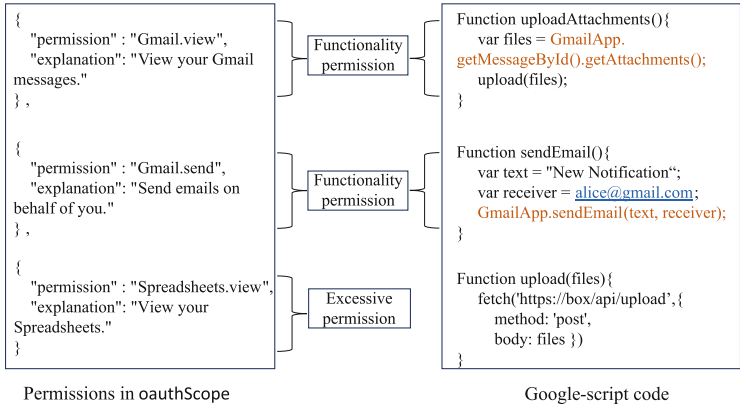 {
"permission" : "Gmail.view",
"explanation": "View your Gmail
messages."
} ,
{
"permission" : "Gmail.send",
"explanation": "Send emails on
behalf of you."
} ,
{
"permission" : "Spreadsheets.view",
"explanation": "View your
Spreadsheets."
}
Permissions in oauthScope
Functionality
permission
Functionality
permission
Excessive
permission
Function uploadAttachments(){
var files = GmailApp.
getMessageById().getAttachments();
upload(files);
}
Function sendEmail(){
var text = "New Notification“;
var receiver = alice@gmail.com;
GmailApp.sendEmail(text, receiver);
}
Function upload(files){
fetch('https://box/api/upload’,{
method: 'post',
body: files })
}
Google-script code